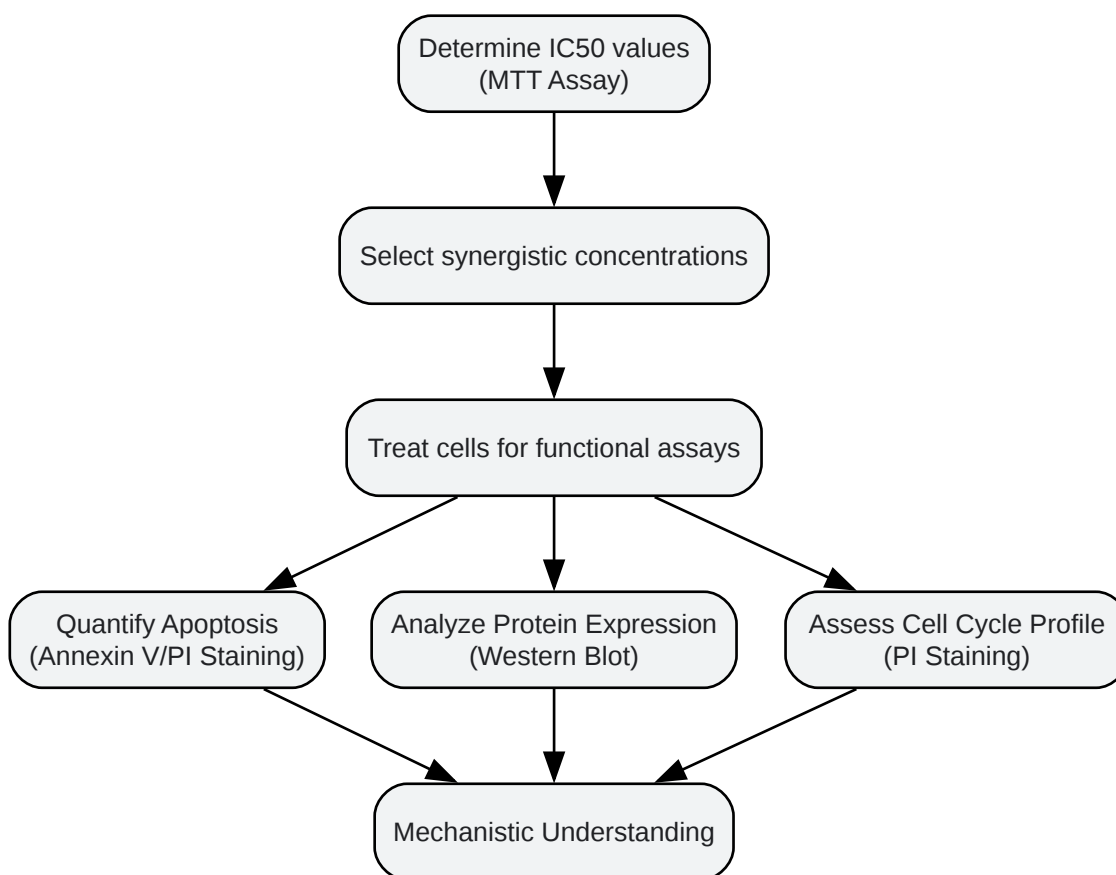 Determine IC50 values
(MTT Assay)
Select synergistic concentrations
Treat cells for functional assays
Quantify Apoptosis
(Annexin V/PI Staining)
Analyze Protein Expression
(Western Blot)
Assess Cell Cycle Profile
(PI Staining)
Mechanistic Understanding